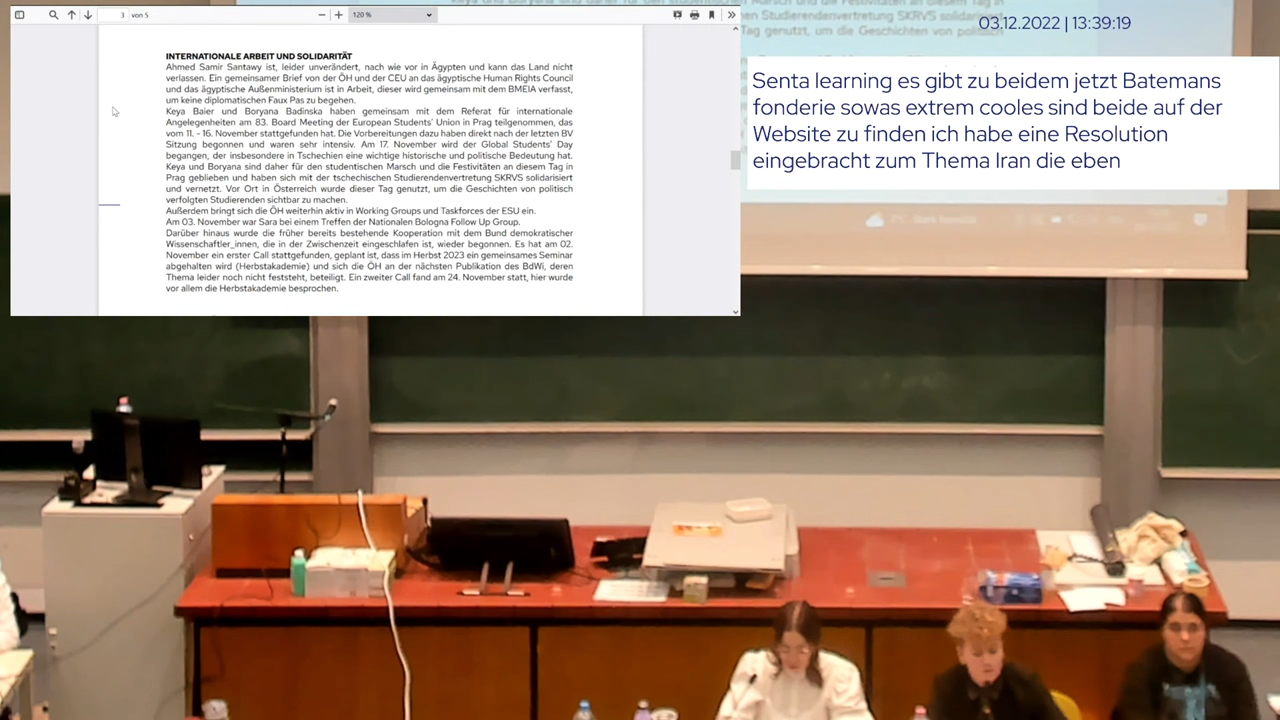 3 von 5
120 %
INTERNATIONALE ARBEIT UND SOLIDARITÄT
Ahmed Samir Santawy ist, leider unverändert, nach wie vor in Ägypten und kann das Land nicht
verlassen. Ein gemeinsamer Brief von der ÖH und der CEU an das ägyptische Human Rights Council
und das ägyptische Außenministerium ist in Arbeit, dieser wird gemeinsam mit dem BMEIA verfasst,
um keine diplomatischen Faux Pas zu begehen.
Keya Baier und Boryana Badinska haben gemeinsam mit dem Referat für internationale
Angelegenheiten am 83. Board Meeting der European Students' Union in Prag teilgenommen, das
vom 11. - 16. November stattgefunden hat. Die Vorbereitungen dazu haben direkt nach der letzten BV
Sitzung begonnen und waren sehr intensiv. Am 17. November wird der Global Students' Day
begangen, der insbesondere in Tschechien eine wichtige historische und politische Bedeutung hat.
Keya und Boryana sind daher für den studentischen Marsch und die Festivitäten an diesem Tag in
Prag geblieben und haben sich mit der tschechischen Studierendenvertretung SKRVS solidarisiert
und vernetzt. Vor Ort in Österreich wurde dieser Tag genutzt, um die Geschichten von politisch
verfolgten Studierenden sichtbar zu machen.
Außerdem bringt sich die ÖH weiterhin aktiv in Working Groups und Taskforces der ESU ein.
Am 03. November war Sara bei einem Treffen der Nationalen Bologna Follow Up Group.
Darüber hinaus wurde die früher bereits bestehende Kooperation mit dem Bund demokratischer
Wissenschaftler_innen, die in der Zwischenzeit eingeschlafen ist, wieder begonnen. Es hat am 02.
November ein erster Call stattgefunden, geplant ist, dass im Herbst 2023 ein gemeinsames Seminar
abgehalten wird (Herbstakademie) und sich die ÖH an der nächsten Publikation des BdWi, deren
Thema leider noch nicht feststeht, beteiligt. Ein zweiter Call fand am 24. November statt, hier wurde
vor allem die Herbstakademie besprochen.
03.12.2022 | 13:39:19
Senta learning es gibt zu beidem jetzt Batemans
fonderie sowas extrem cooles sind beide auf der
Website zu finden ich habe eine Resolution
eingebracht zum Thema Iran die eben